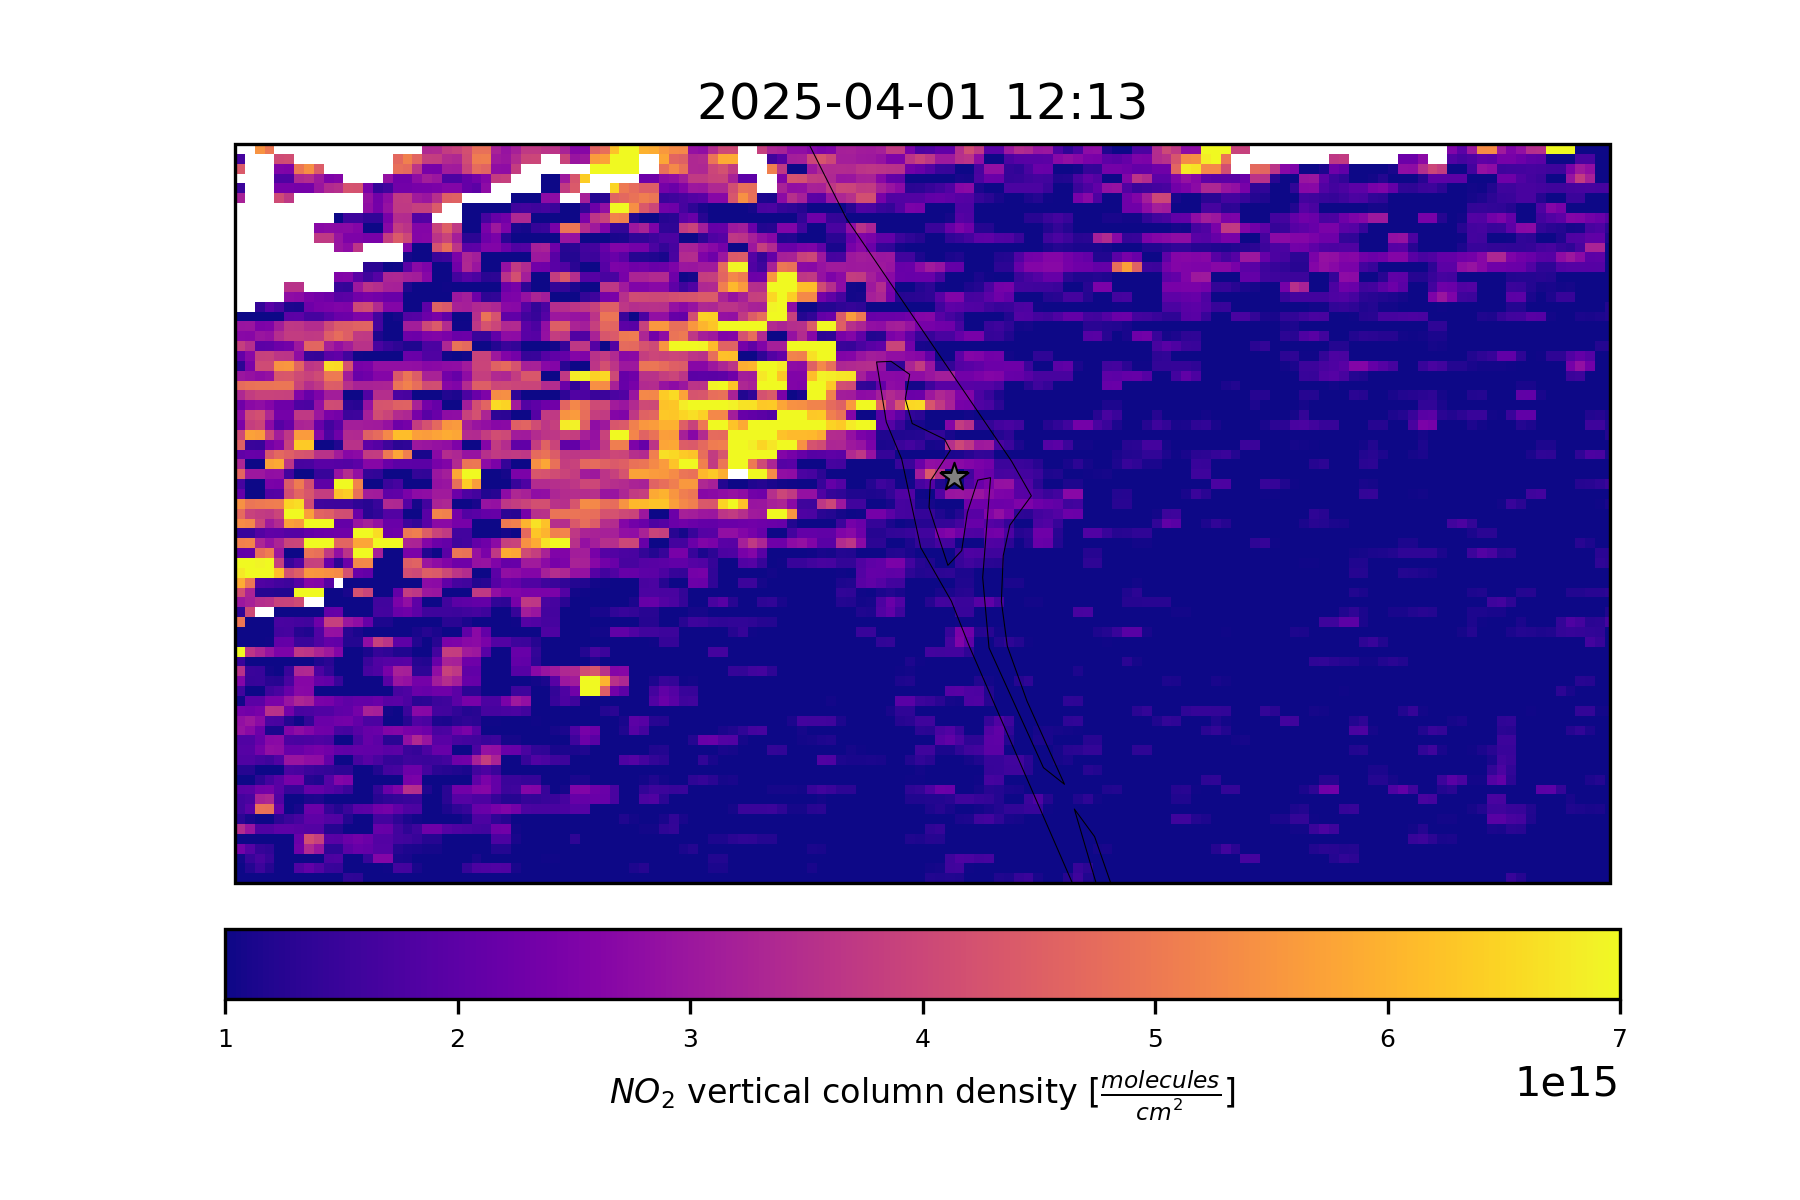 2025-04-01 12:13
1 2 3 4 5 6 7
1e15
NO₂ vertical column density [molecules/cm²]